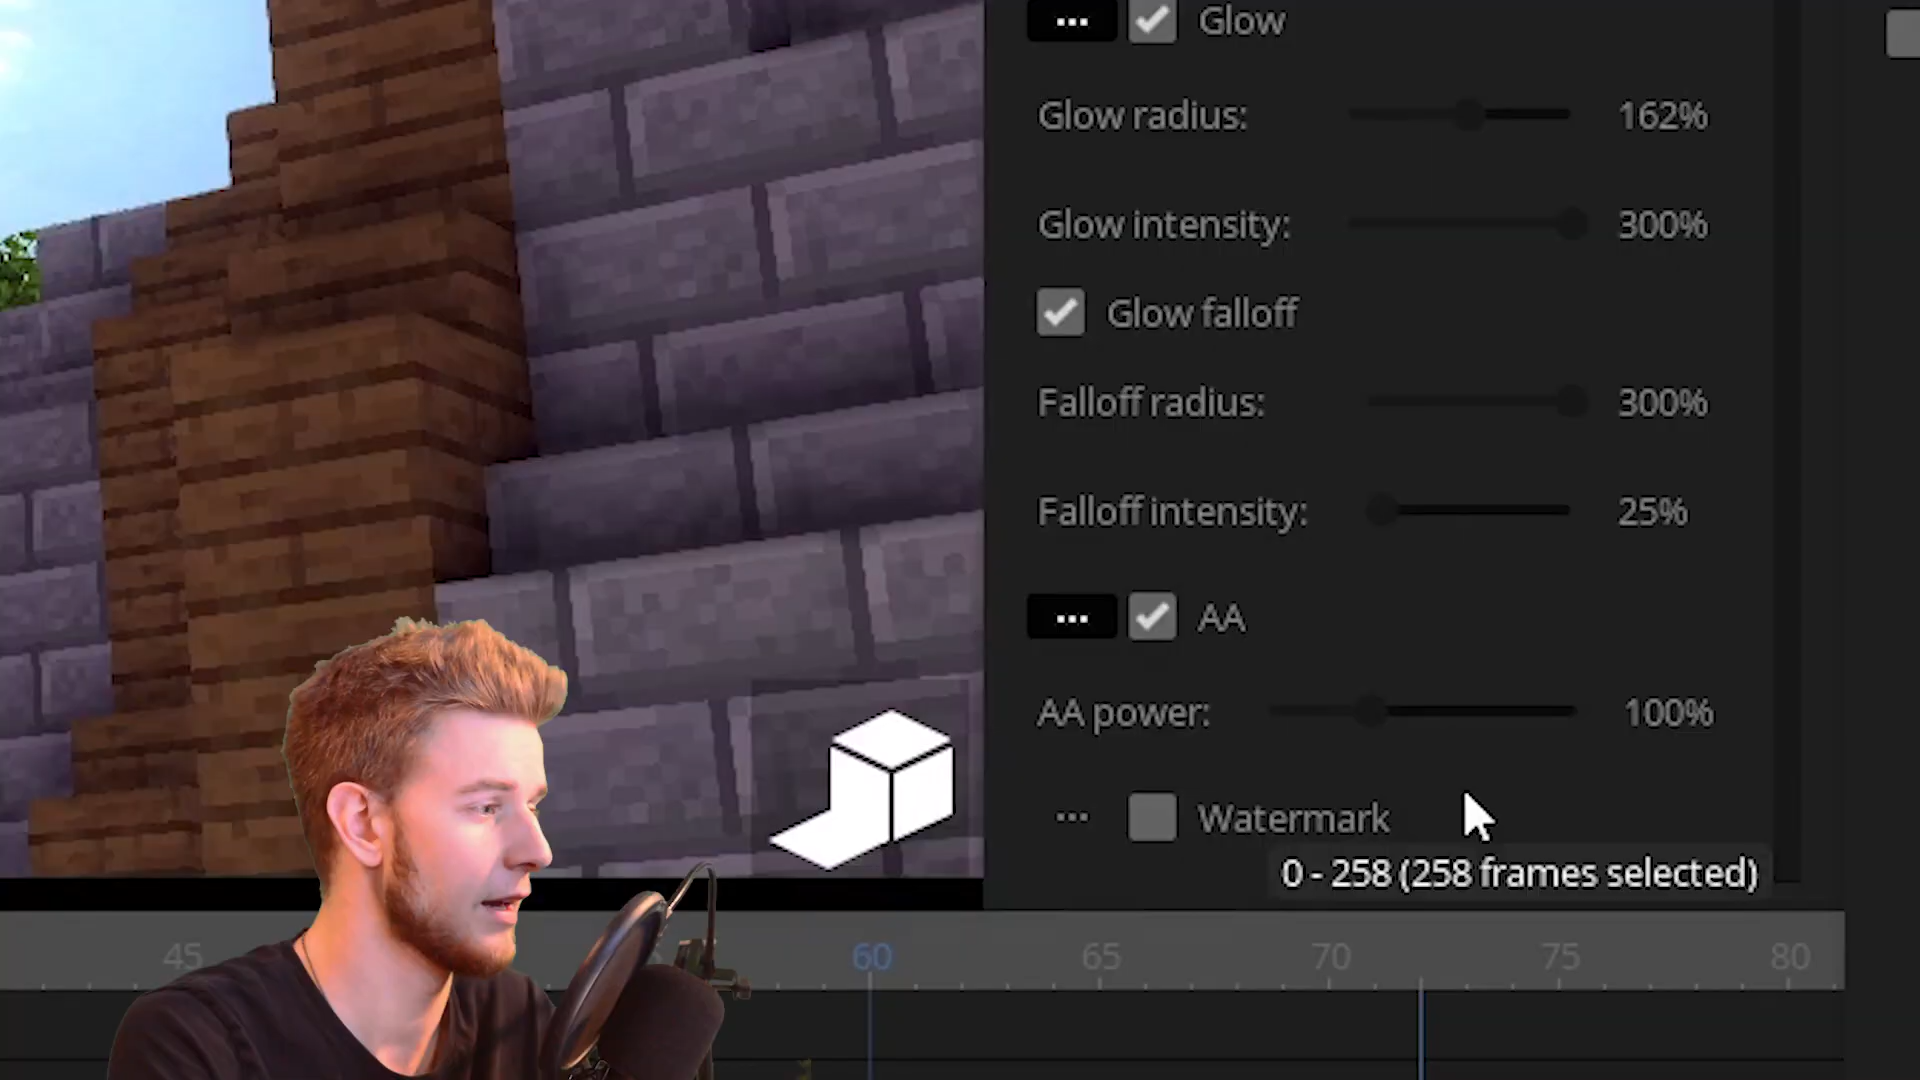 ... Glow
Glow radius: 162%
Glow intensity: 300%
Glow falloff
Falloff radius: 300%
Falloff intensity: 25%
... AA
AA power: 100%
... Watermark
0 - 258 (258 frames selected)
45 60 65 70 75 80